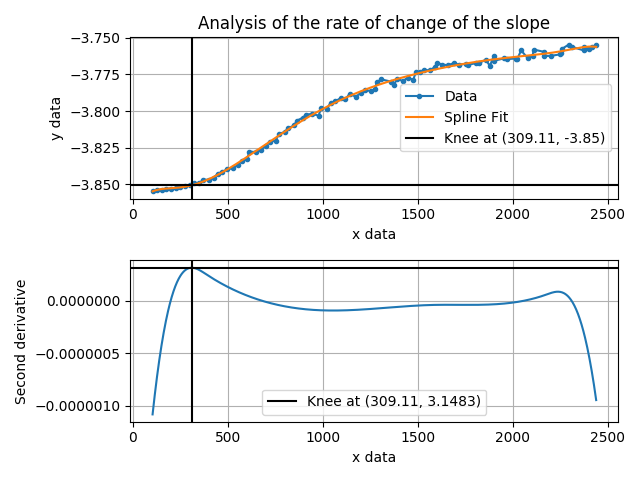 Analysis of the rate of change of the slope
−3.750
−3.775
−3.800
−3.825
−3.850
y data
Data
Spline Fit
Knee at (309.11, -3.85)
0 500 1000 1500 2000 2500
x data
0.0000000
−0.0000005
−0.0000010
Second derivative
Knee at (309.11, 3.1483)
0 500 1000 1500 2000 2500
x data